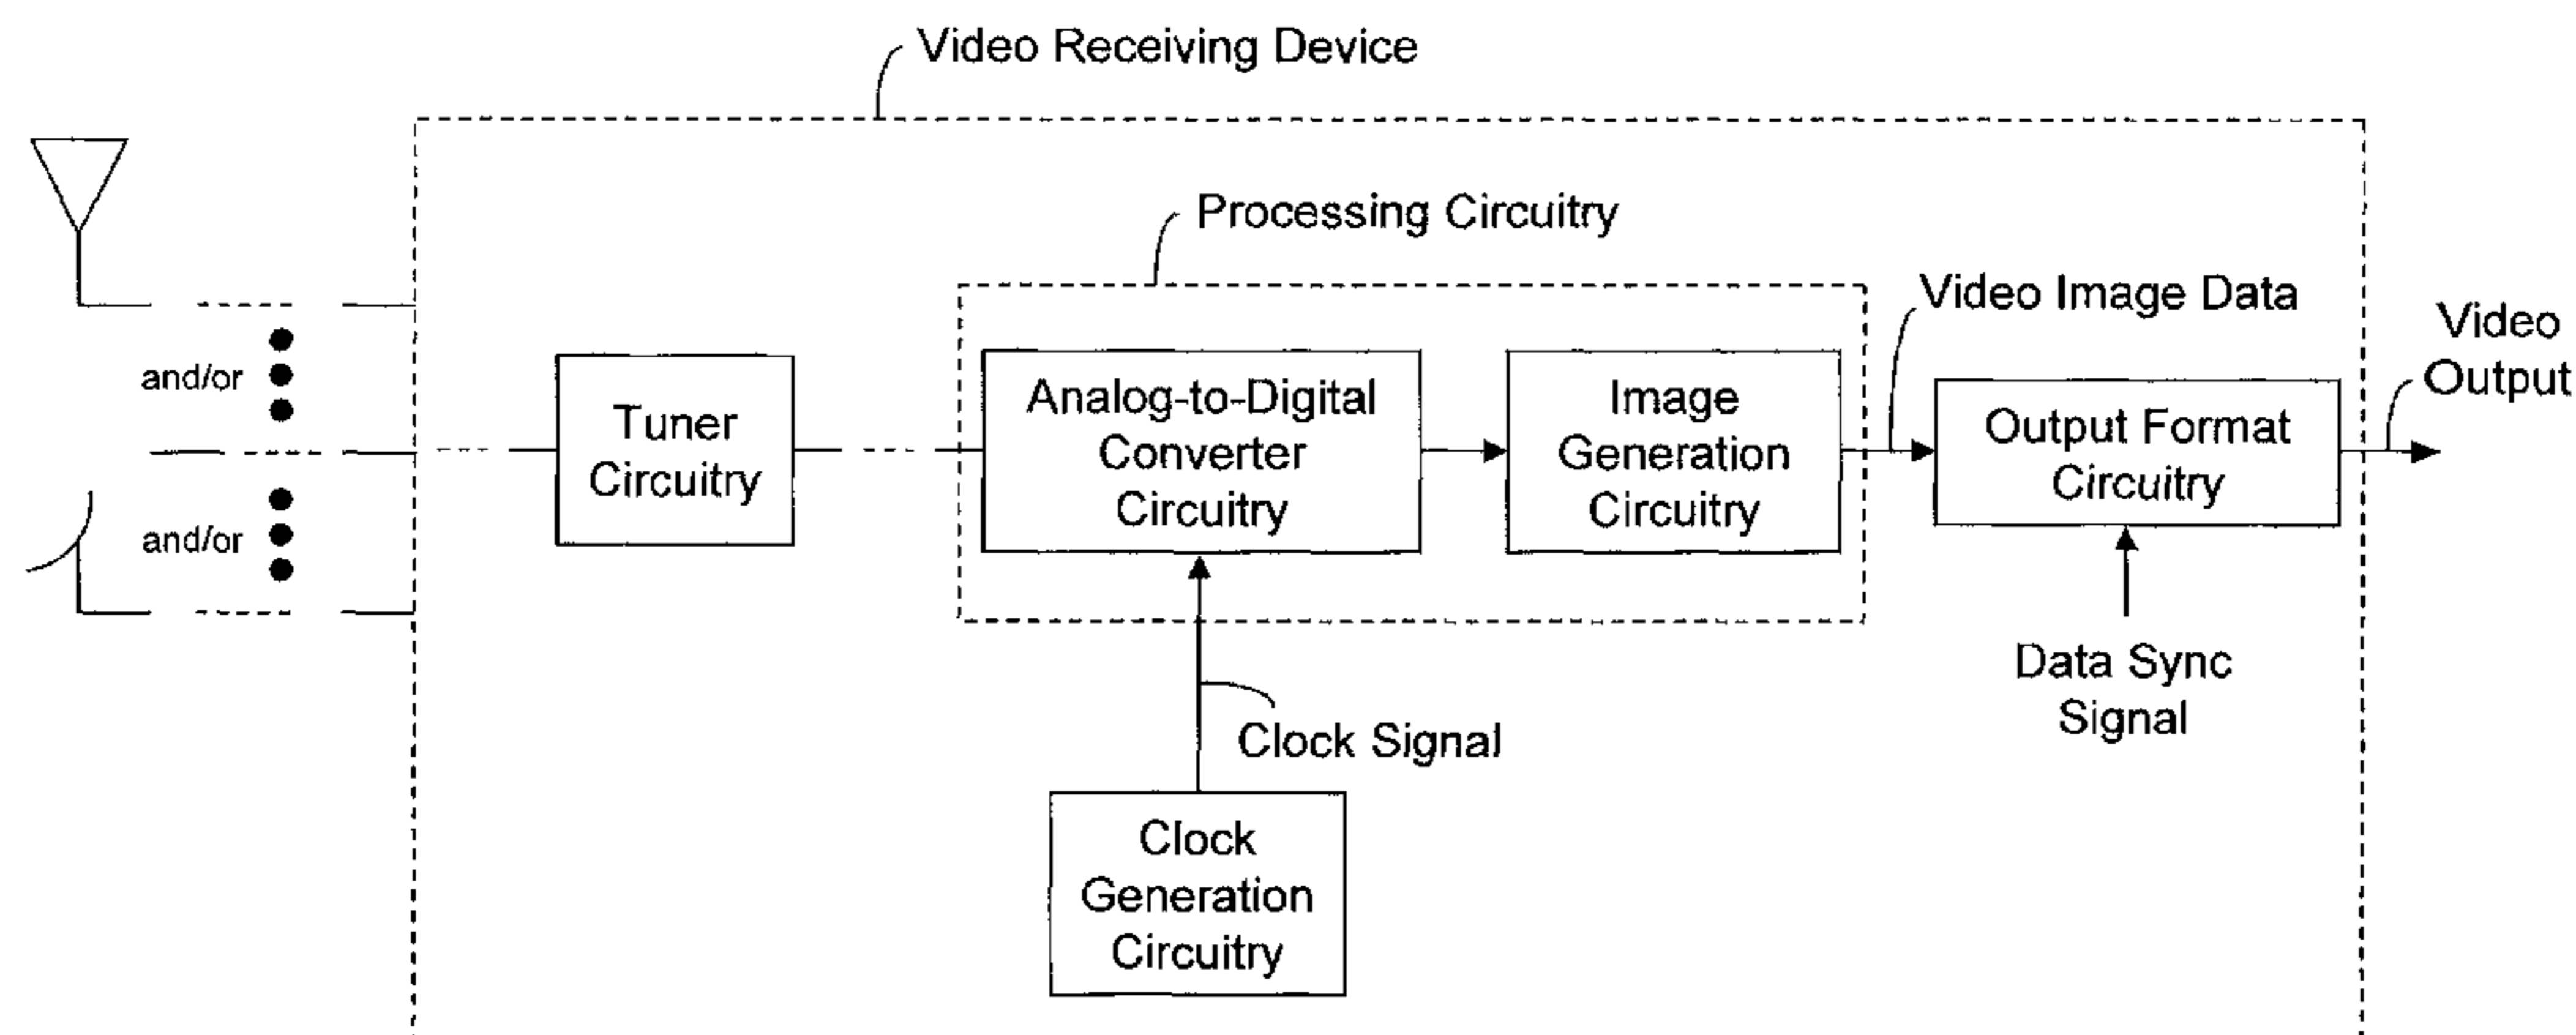 Video Receiving Device
Processing Circuitry
Video Image Data
Video
Output
and/or
and/or
Tuner
Circuitry
Analog-to-Digital
Converter
Circuitry
Image
Generation
Circuitry
Output Format
Circuitry
Data Sync
Signal
Clock Signal
Clock
Generation
Circuitry